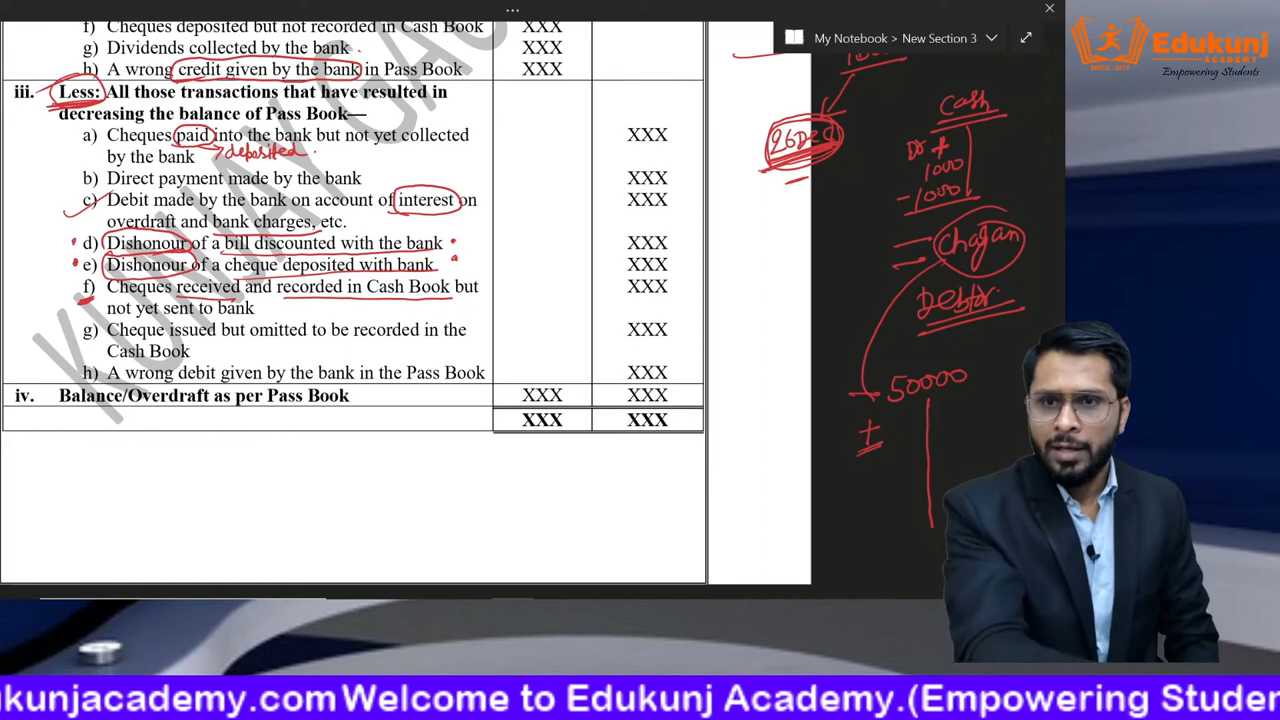 f) Cheques deposited but not recorded in Cash Book XXX
g) Dividends collected by the bank XXX
h) A wrong credit given by the bank in Pass Book XXX
iii. Less: All those transactions that have resulted in
decreasing the balance of Pass Book—
a) Cheques paid into the bank but not yet collected XXX
by the bank deposited
b) Direct payment made by the bank XXX
c) Debit made by the bank on account of interest on XXX
overdraft and bank charges, etc.
d) Dishonour of a bill discounted with the bank XXX
e) Dishonour of a cheque deposited with bank XXX
f) Cheques received and recorded in Cash Book but XXX
not yet sent to bank
g) Cheque issued but omitted to be recorded in the XXX
Cash Book
h) A wrong debit given by the bank in the Pass Book XXX
iv. Balance/Overdraft as per Pass Book XXX XXX
XXX XXX
KUNJ
My Notebook > New Section 3
26 Dec
Cash
Dr +
1000
-1000
Chagan
Debtor
50000
+
Edukunj
ACADEMY
Empowering Students
kunjacademy.com Welcome to Edukunj Academy.(Empowering Studen